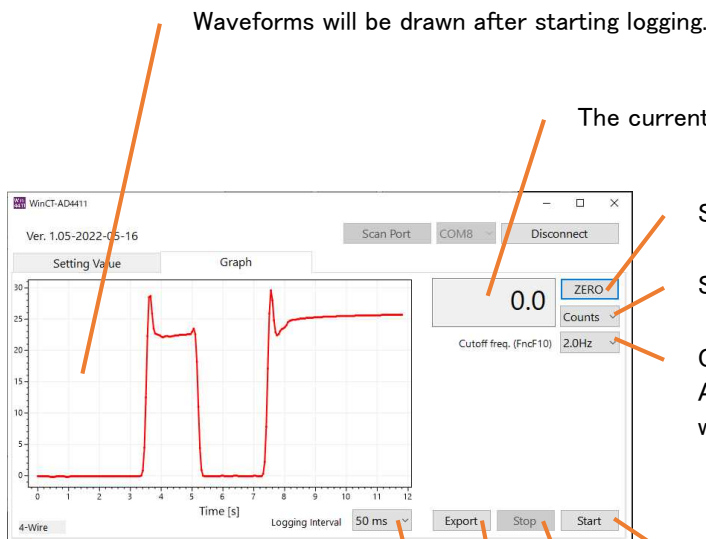 Waveforms will be drawn after starting logging.
The current
WinCT-AD4411
Ver. 1.05-2022-05-16
Scan Port
COM8
Disconnect
Setting Value
Graph
0.0
ZERO
Counts
Cutoff freq. (FncF10)
2.0Hz
S
S
C
A
w
30
25
20
15
10
5
0
0 1 2 3 4 5 6 7 8 9 10 11 12
Time [s]
4-Wire
Logging Interval
50 ms
Export
Stop
Start